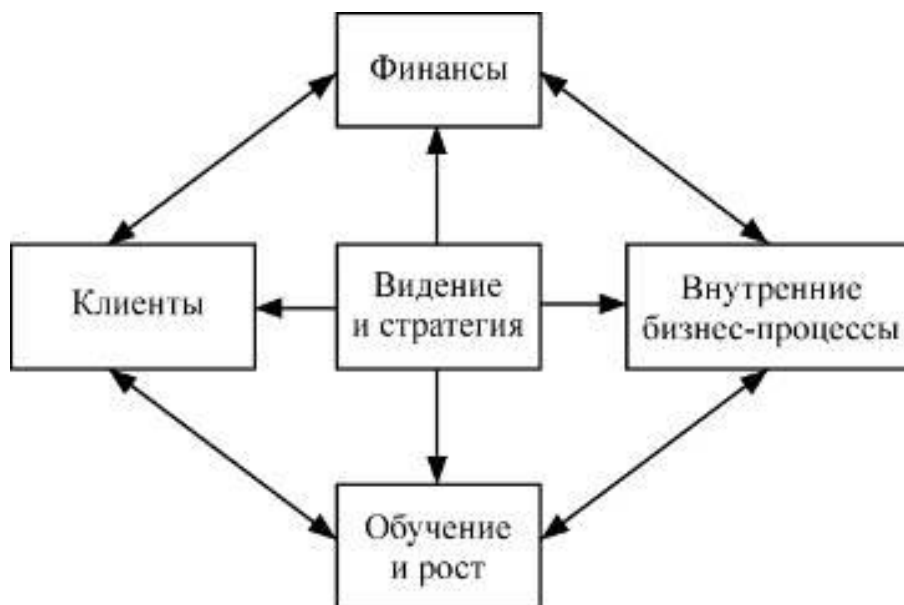 Финансы
Клиенты
Видение
и стратегия
Внутренние
бизнес-процессы
Обучение
и рост